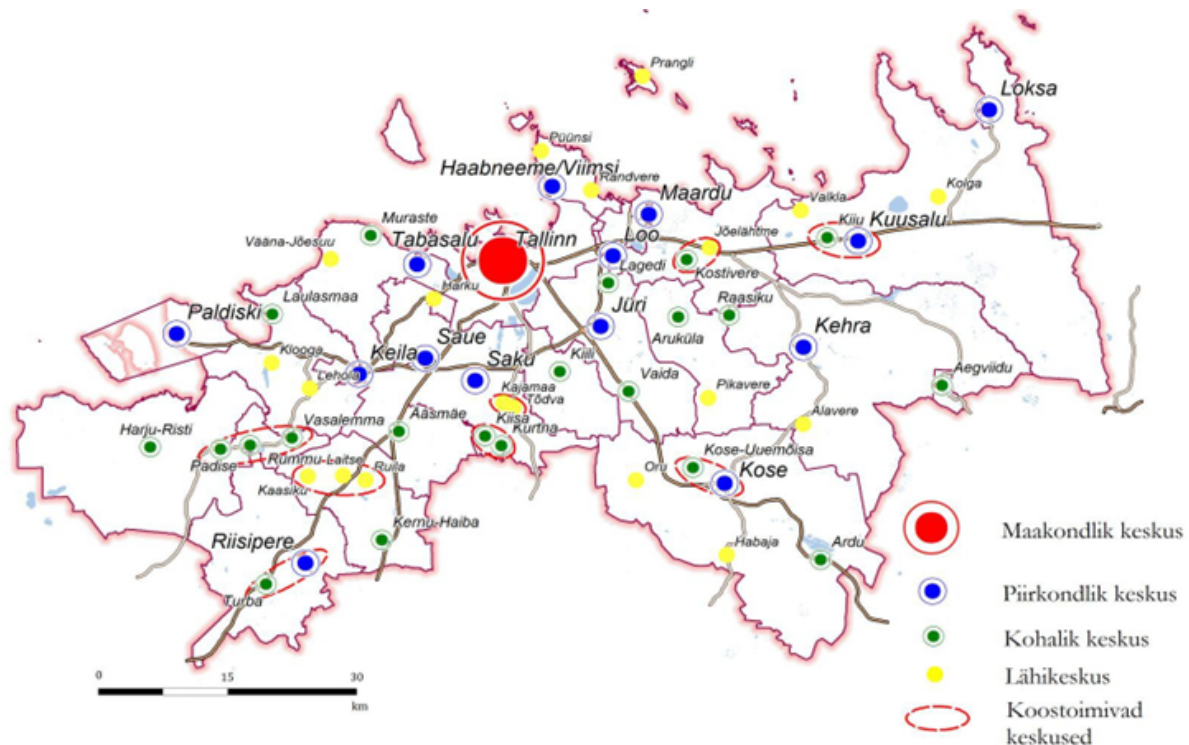 Prangli
Loksa
Püünsi
Haabneeme/Viimsi
Randvere
Maardu
Kolga
Valkla
Muraste
Kiiu
Kuusalu
Vääna-Jõesuu
Tabasalu
Tallinn
Loo
Jõelähtme
Lagedi
Kostivere
Harku
Laulasmaa
Paldiski
Jüri
Raasiku
Aruküla
Kehra
Klooga
Keila
Saue
Saku
Kiili
Lehola
Kajamaa
Tõdva
Vaida
Pikavere
Aegviidu
Harju-Risti
Vasalemma
Aasmäe
Kiisa
Kurtna
Alavere
Padise
Rummu
Laitse
Ruila
Kaasiku
Oru
Kose-Uuemõisa
Kose
Kernu-Haiba
Riisipere
Habaja
Ardu
Turba
Maakondlik keskus
Piirkondlik keskus
Kohalik keskus
Lähikeskus
Koostoimivad
keskused
0 15 30
km